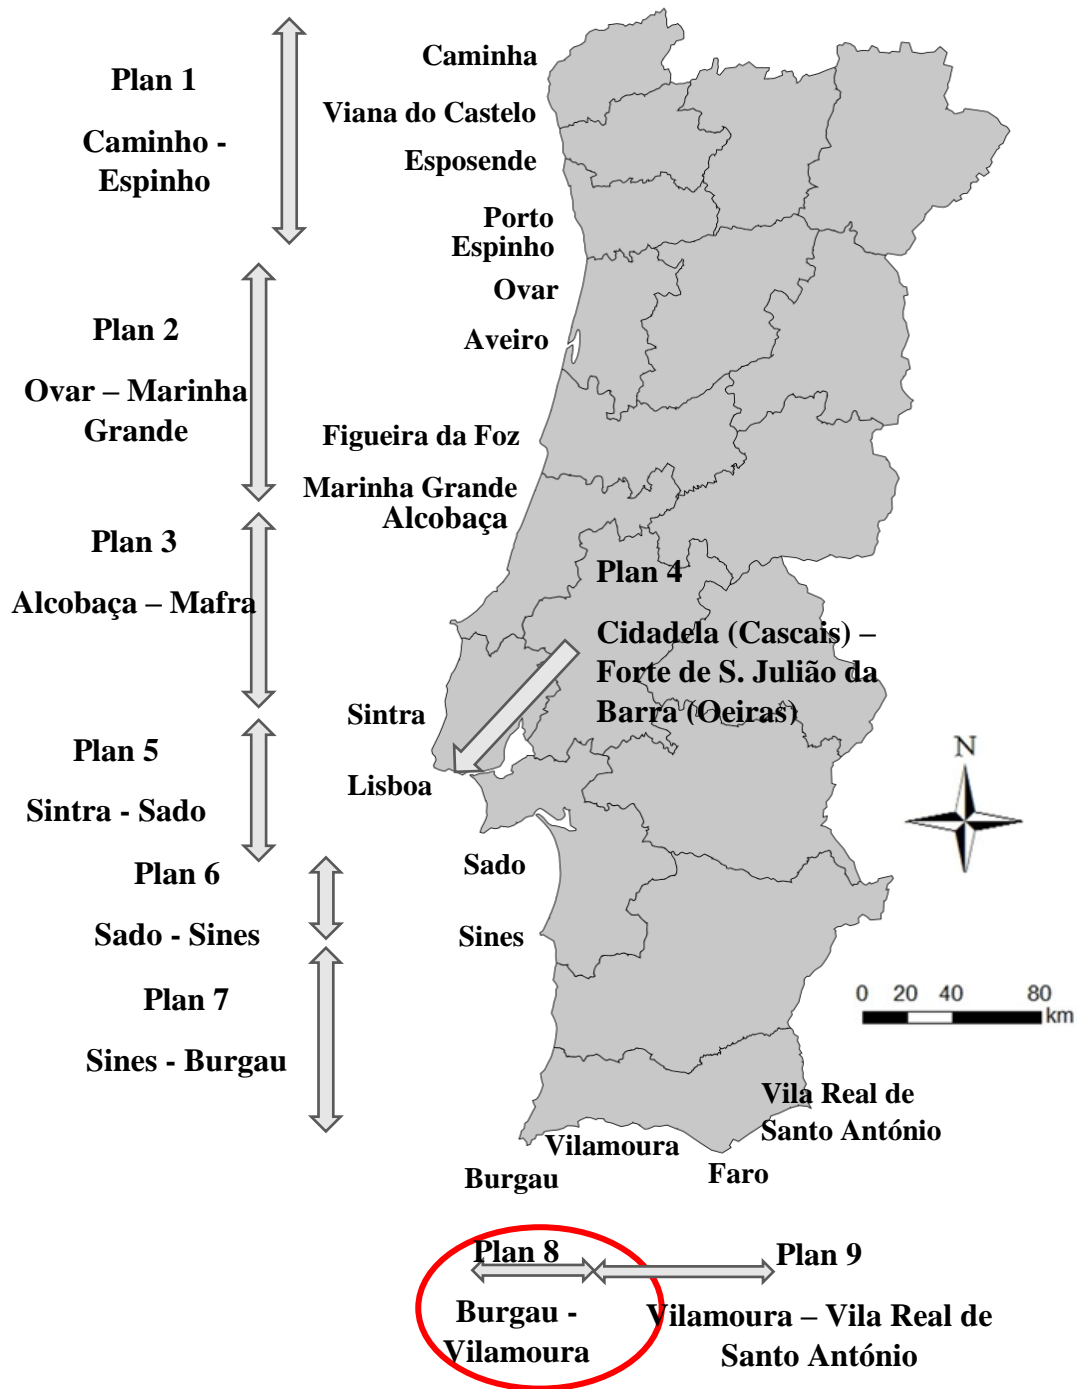 Plan 1
Caminho -
Espinho
Plan 2
Ovar – Marinha
Grande
Plan 3
Alcobaça – Mafra
Plan 5
Sintra - Sado
Plan 6
Sado - Sines
Plan 7
Sines - Burgau
Caminha
Viana do Castelo
Esposende
Porto
Espinho
Ovar
Aveiro
Figueira da Foz
Marinha Grande
Alcobaça
Plan 4
Cidadela (Cascais) –
Forte de S. Julião da
Barra (Oeiras)
Sintra
Lisboa
Sado
Sines
N
0 20 40 80
km
Vila Real de
Santo António
Vilamoura
Burgau
Faro
Plan 8
Burgau -
Vilamoura
Plan 9
Vilamoura – Vila Real de
Santo António